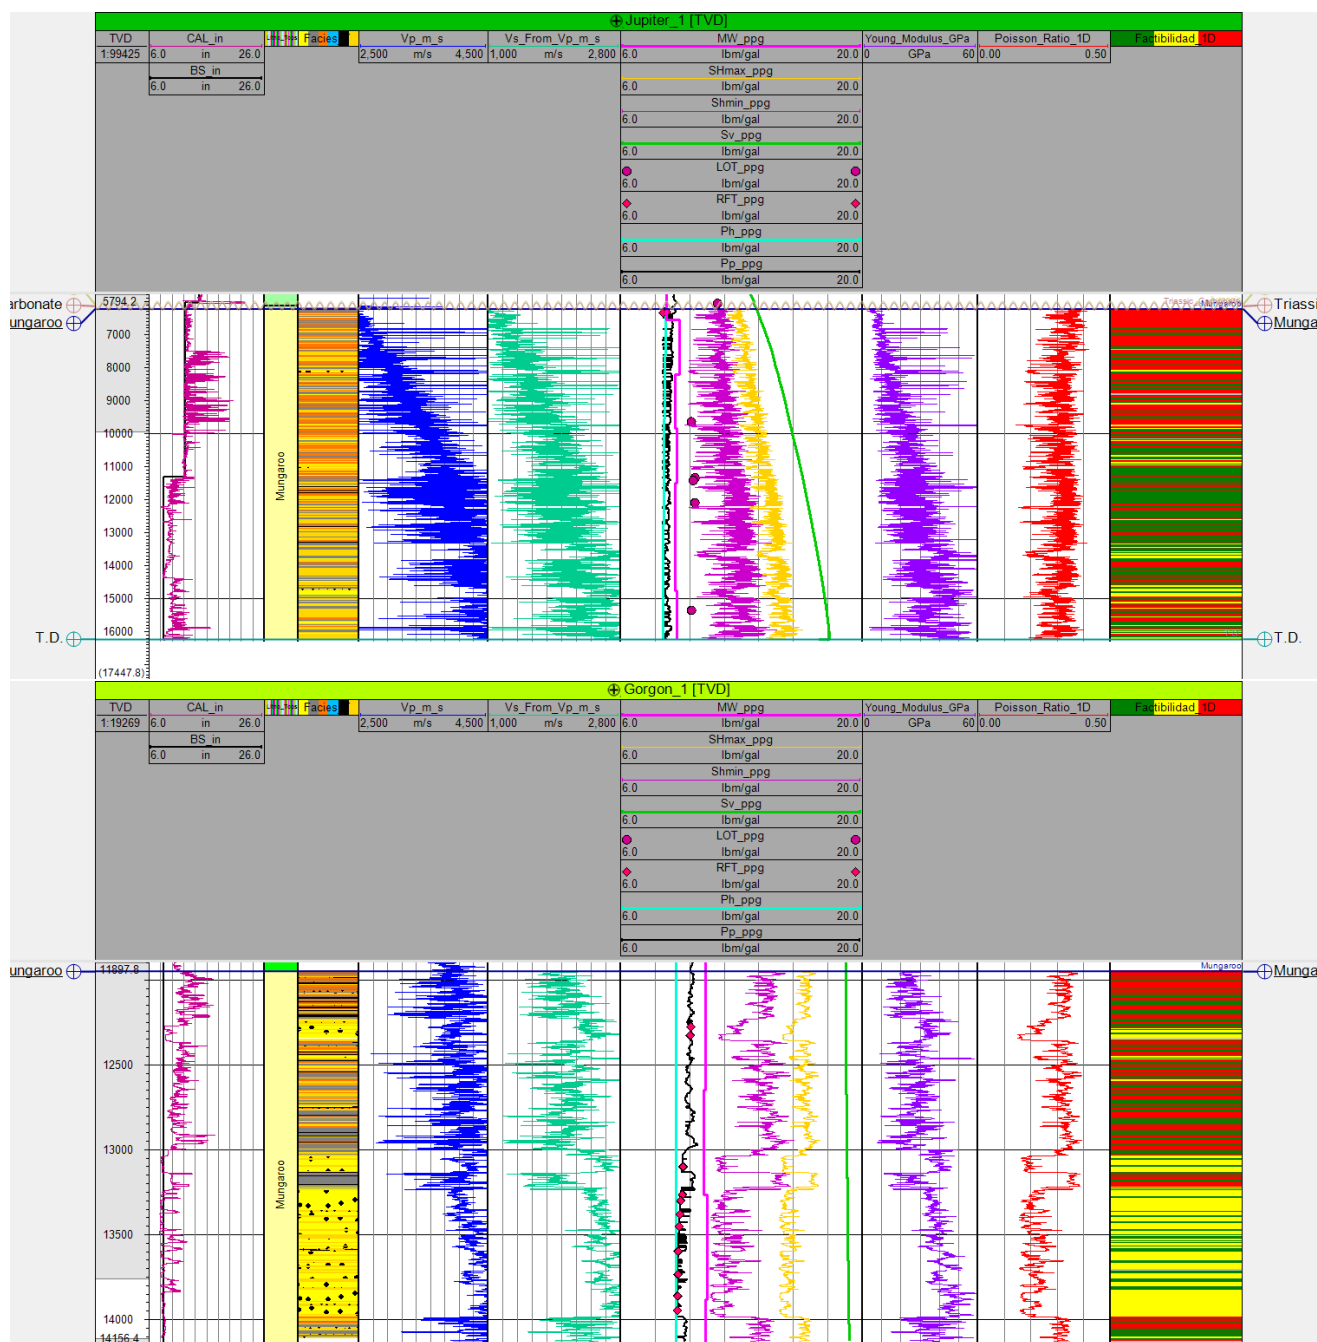 Jupiter_1 [TVD]
TVD CAL_in Facies Vp_m_s Vs_From_Vp_m_s MW_ppg Young_Modulus_GPa Poisson_Ratio_1D Factibilidad_1D
1:99425 6.0 in 26.0 2,500 m/s 4,500 1,000 m/s 2,800 6.0 lbm/gal 20.0 0 GPa 60 0.00 0.50
BS_in SHmax_ppg
6.0 in 26.0 6.0 lbm/gal 20.0
Shmin_ppg
6.0 lbm/gal 20.0
Sv_ppg
6.0 lbm/gal 20.0
LOT_ppg
6.0 lbm/gal 20.0
RFT_ppg
6.0 lbm/gal 20.0
Ph_ppg
6.0 lbm/gal 20.0
Pp_ppg
6.0 lbm/gal 20.0
arbonate 5794.2 Triassi
ungaroo Mungaroo Munga
7000
8000
9000
10000
11000
Mungaroo
12000
13000
14000
15000
16000
T.D. T.D.
(17447.8)
Gorgon_1 [TVD]
TVD CAL_in Facies Vp_m_s Vs_From_Vp_m_s MW_ppg Young_Modulus_GPa Poisson_Ratio_1D Factibilidad_1D
1:19269 6.0 in 26.0 2,500 m/s 4,500 1,000 m/s 2,800 6.0 lbm/gal 20.0 0 GPa 60 0.00 0.50
BS_in SHmax_ppg
6.0 in 26.0 6.0 lbm/gal 20.0
Shmin_ppg
6.0 lbm/gal 20.0
Sv_ppg
6.0 lbm/gal 20.0
LOT_ppg
6.0 lbm/gal 20.0
RFT_ppg
6.0 lbm/gal 20.0
Ph_ppg
6.0 lbm/gal 20.0
Pp_ppg
6.0 lbm/gal 20.0
ungaroo 11897.8 Mungaroo Munga
12500
13000
Mungaroo
13500
14000
14156.4